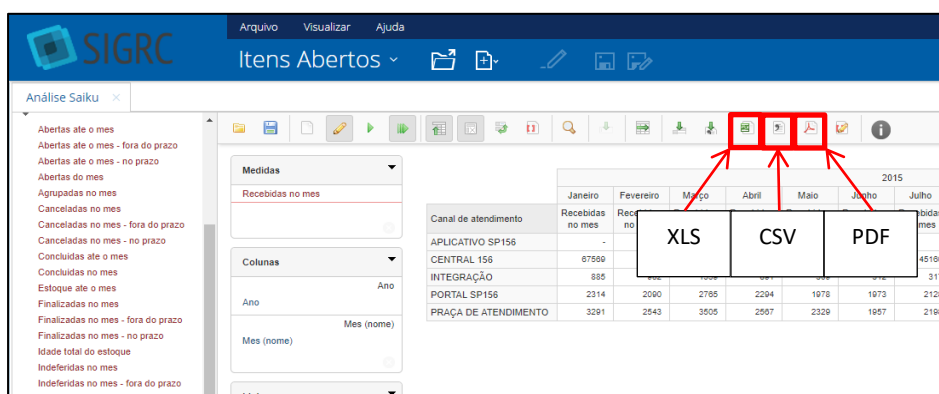 SIGRC
Arquivo Visualizar Ajuda
Itens Abertos
Análise Saiku ×
Abertas ate o mes
Abertas ate o mes - fora do prazo
Abertas ate o mes - no prazo
Abertas do mes
Agrupadas no mes
Canceladas no mes
Canceladas no mes - fora do prazo
Canceladas no mes - no prazo
Concluidas ate o mes
Concluidas no mes
Estoque ate o mes
Finalizadas no mes
Finalizadas no mes - fora do prazo
Finalizadas no mes - no prazo
Idade total do estoque
Indeferidas no mes
Indeferidas no mes - fora do prazo
Medidas
Recebidas no mes
Colunas
Ano
Ano
Mes (nome)
Mes (nome)
XLS CSV PDF
2015
Janeiro Fevereiro Março Abril Maio Junho Julho
Canal de atendimento Recebidas no mes
APLICATIVO SP156 -
CENTRAL 156 67569
INTEGRAÇÃO 885
PORTAL SP156 2314 2090 2765 2294 1978 1973
PRAÇA DE ATENDIMENTO 3291 2543 3505 2567 2329 1957